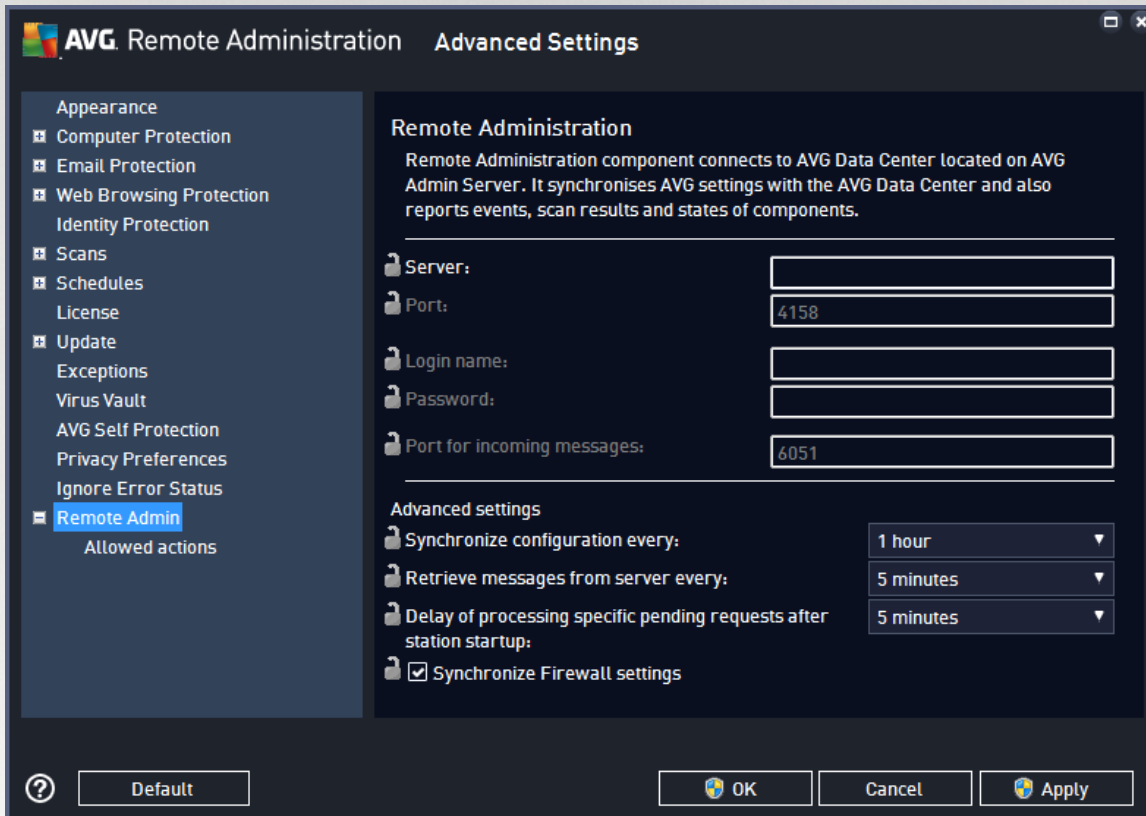 AVG. Remote Administration Advanced Settings
Appearance
Computer Protection
Email Protection
Web Browsing Protection
Identity Protection
Scans
Schedules
License
Update
Exceptions
Virus Vault
AVG Self Protection
Privacy Preferences
Ignore Error Status
Remote Admin
Allowed actions
Remote Administration
Remote Administration component connects to AVG Data Center located on AVG
Admin Server. It synchronises AVG settings with the AVG Data Center and also
reports events, scan results and states of components.
Server:
Port: 4158
Login name:
Password:
Port for incoming messages: 6051
Advanced settings
Synchronize configuration every: 1 hour
Retrieve messages from server every: 5 minutes
Delay of processing specific pending requests after 5 minutes
station startup:
Synchronize Firewall settings
? Default OK Cancel Apply